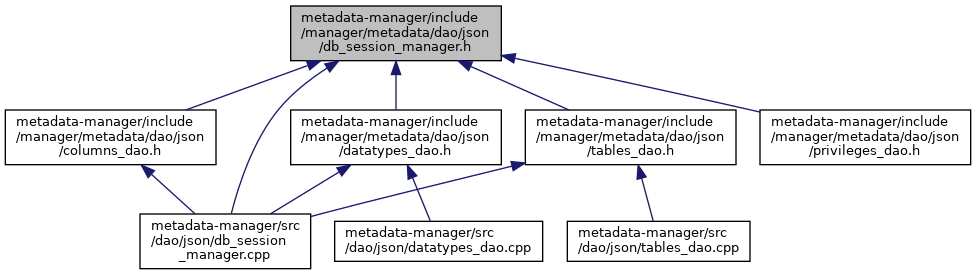 metadata-manager/include
/manager/metadata/dao/json
/db_session_manager.h
metadata-manager/include
/manager/metadata/dao/json
/columns_dao.h
metadata-manager/include
/manager/metadata/dao/json
/datatypes_dao.h
metadata-manager/include
/manager/metadata/dao/json
/tables_dao.h
metadata-manager/include
/manager/metadata/dao/json
/privileges_dao.h
metadata-manager/src
/dao/json/db_session
_manager.cpp
metadata-manager/src
/dao/json/datatypes_dao.cpp
metadata-manager/src
/dao/json/tables_dao.cpp